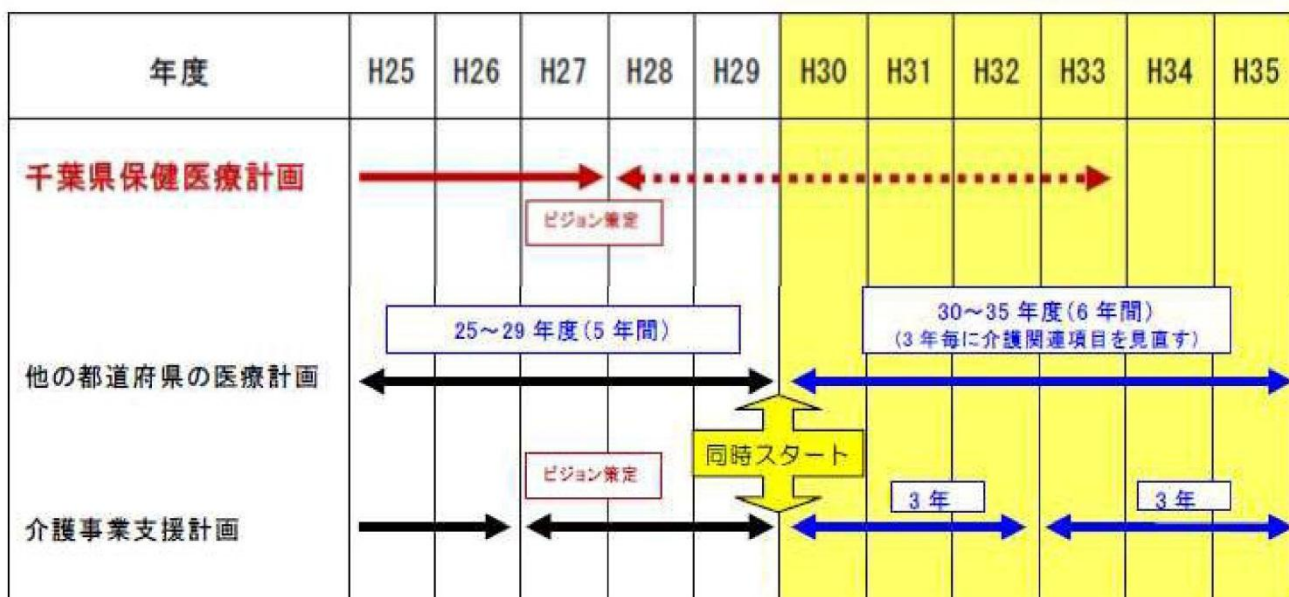 年度 H25 H26 H27 H28 H29 H30 H31 H32 H33 H34 H35
千葉県保健医療計画
ビジョン策定
25～29 年度(5 年間)
30～35 年度(6 年間)
(3 年毎に介護関連項目を見直す)
他の都道府県の医療計画
同時スタート
ビジョン策定
3 年
3 年
介護事業支援計画